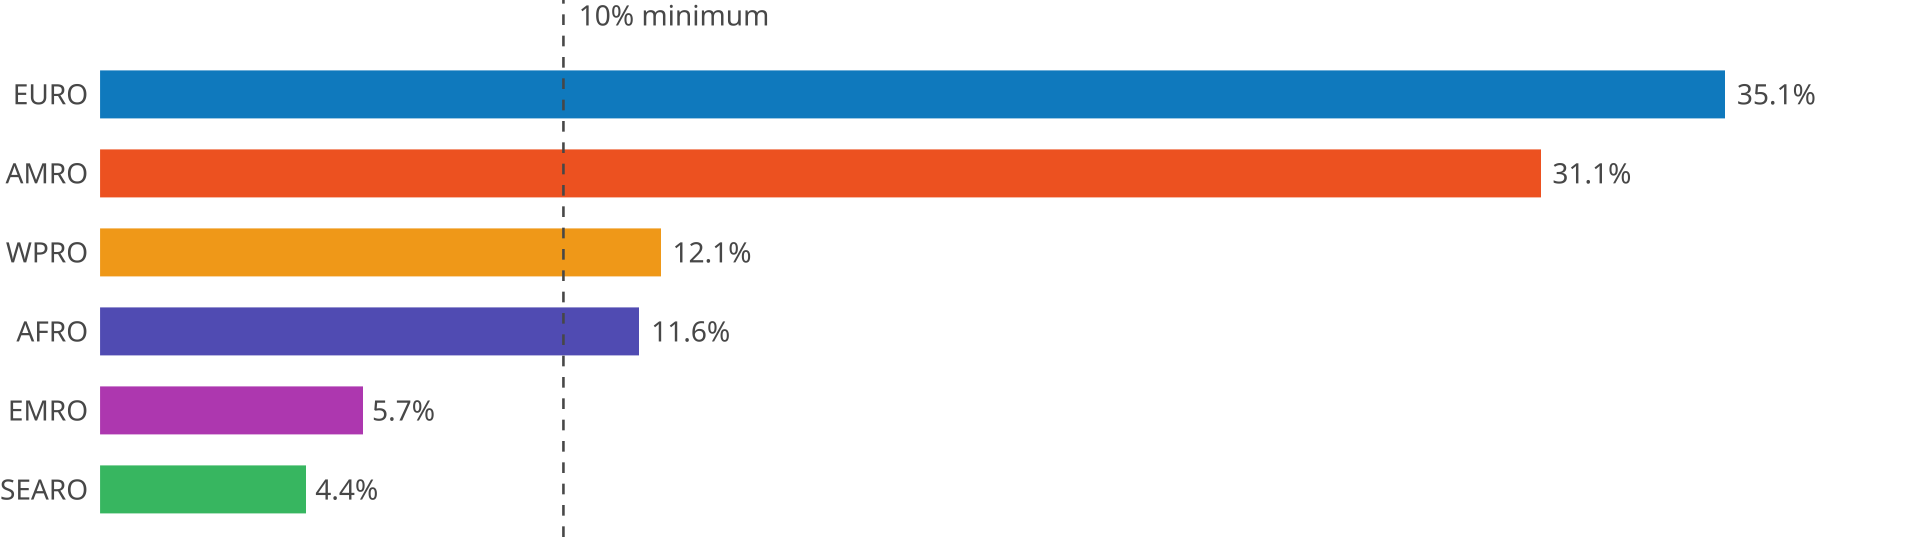 10% minimum
EURO 35.1%
AMRO 31.1%
WPRO 12.1%
AFRO 11.6%
EMRO 5.7%
SEARO 4.4%